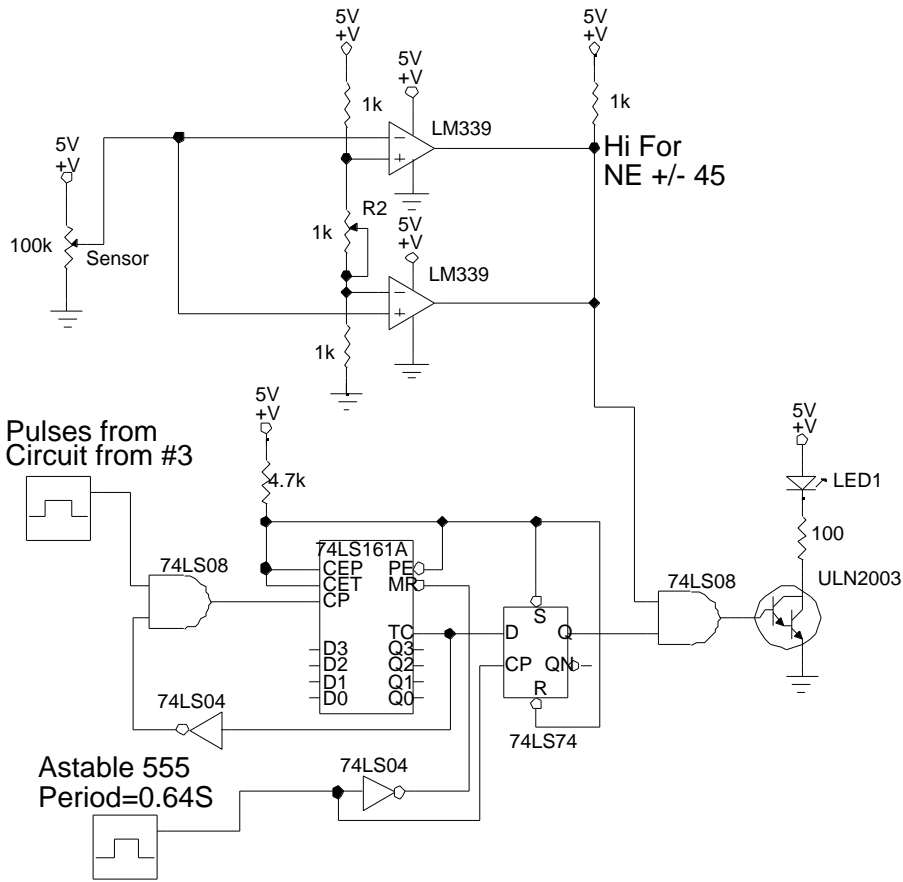 5V
+V
5V
+V
5V
+V
5V
+V
1k
1k
LM339
−
+
Hi For
NE +/- 45
5V
+V
100k
Sensor
R2
1k
5V
+V
LM339
−
+
1k
5V
+V
4.7k
Pulses from
Circuit from #3
5V
+V
LED1
100
ULN2003
74LS08
74LS161A
CEP
PE
CET
MR
CP
TC
D3
Q3
D2
Q2
D1
Q1
D0
Q0
S
D
Q
CP
QN
R
74LS74
74LS08
74LS04
Astable 555
Period=0.64S
74LS04